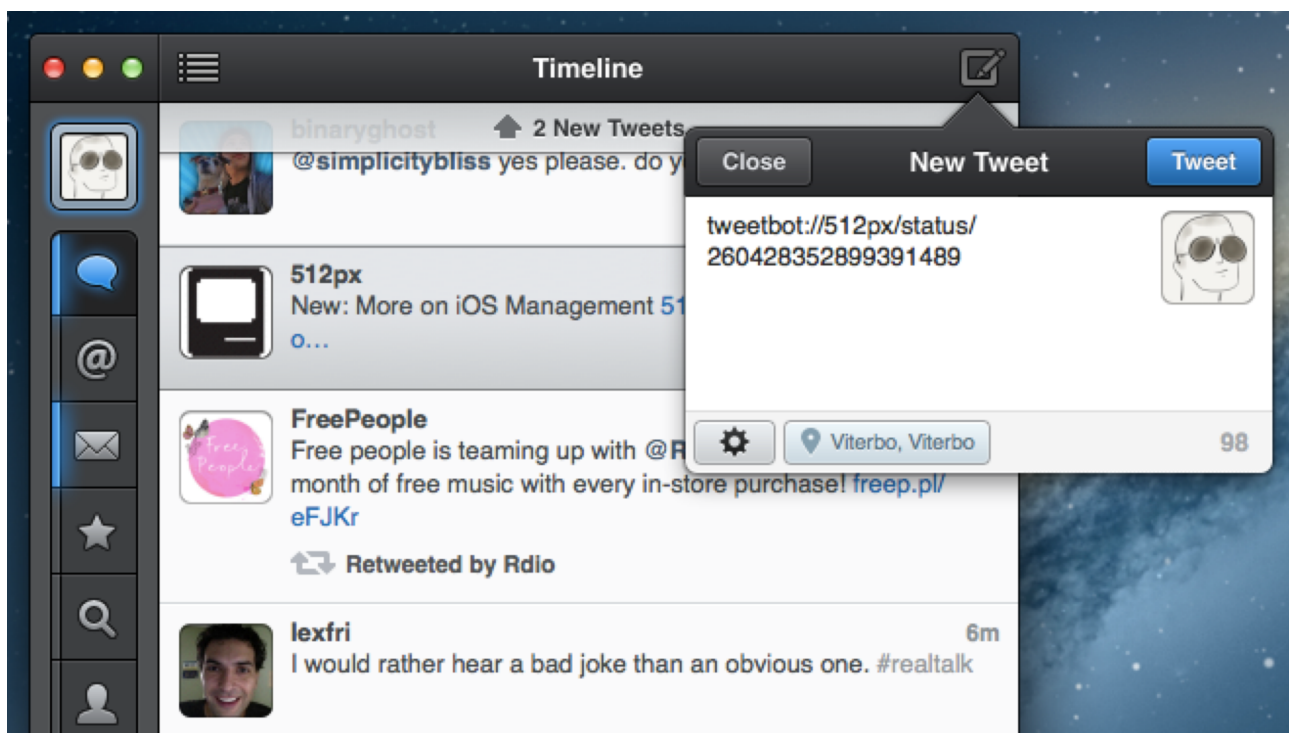 Timeline
binaryghost
2 New Tweets
@simplicitybliss yes please. do y
512px
New: More on iOS Management 51
o…
FreePeople
Free people is teaming up with @R
month of free music with every in-store purchase! freep.pl/
eFJKr
Retweeted by Rdio
lexfri 6m
I would rather hear a bad joke than an obvious one. #realtalk
Close New Tweet Tweet
tweetbot://512px/status/
260428352899391489
Viterbo, Viterbo 98
Free
People